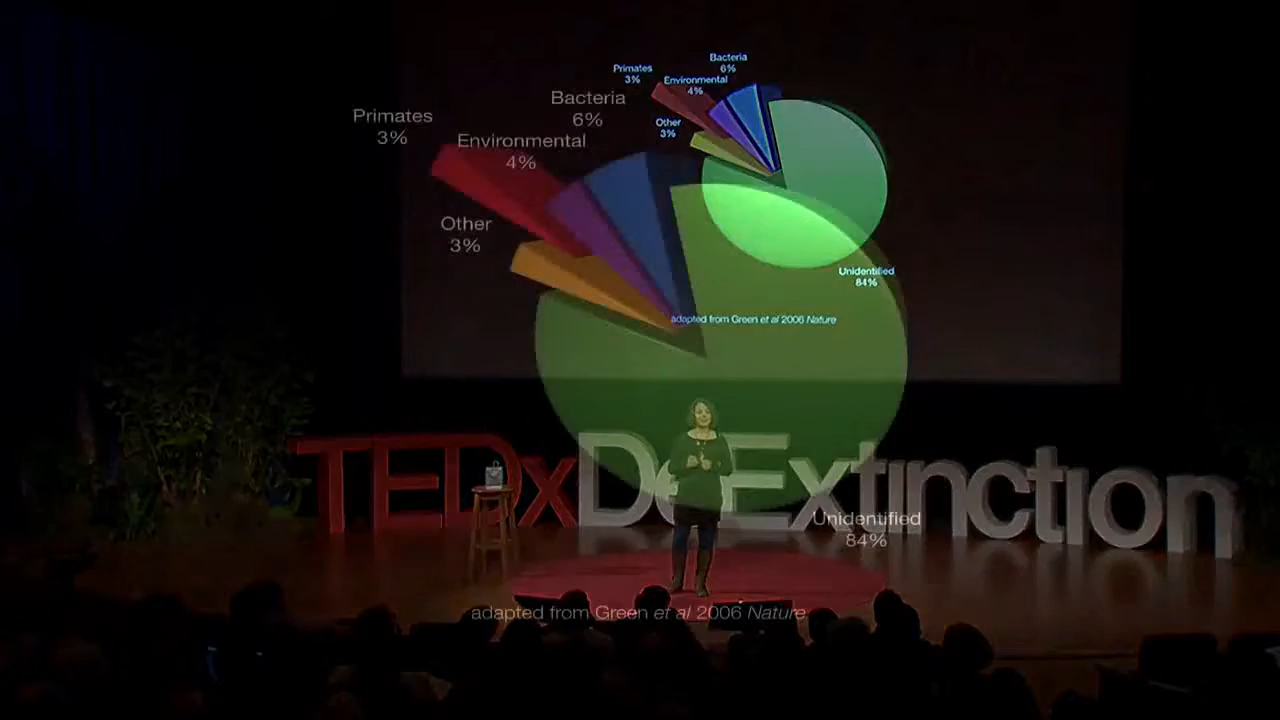 Bacteria
6%
Primates
3%
Environmental
4%
Other
3%
Unidentified
84%
adapted from Green et al 2006 Nature
Bacteria
6%
Primates
3%
Environmental
4%
Other
3%
TEDxDeExtinction
Unidentified
84%
adapted from Green et al 2006 Nature